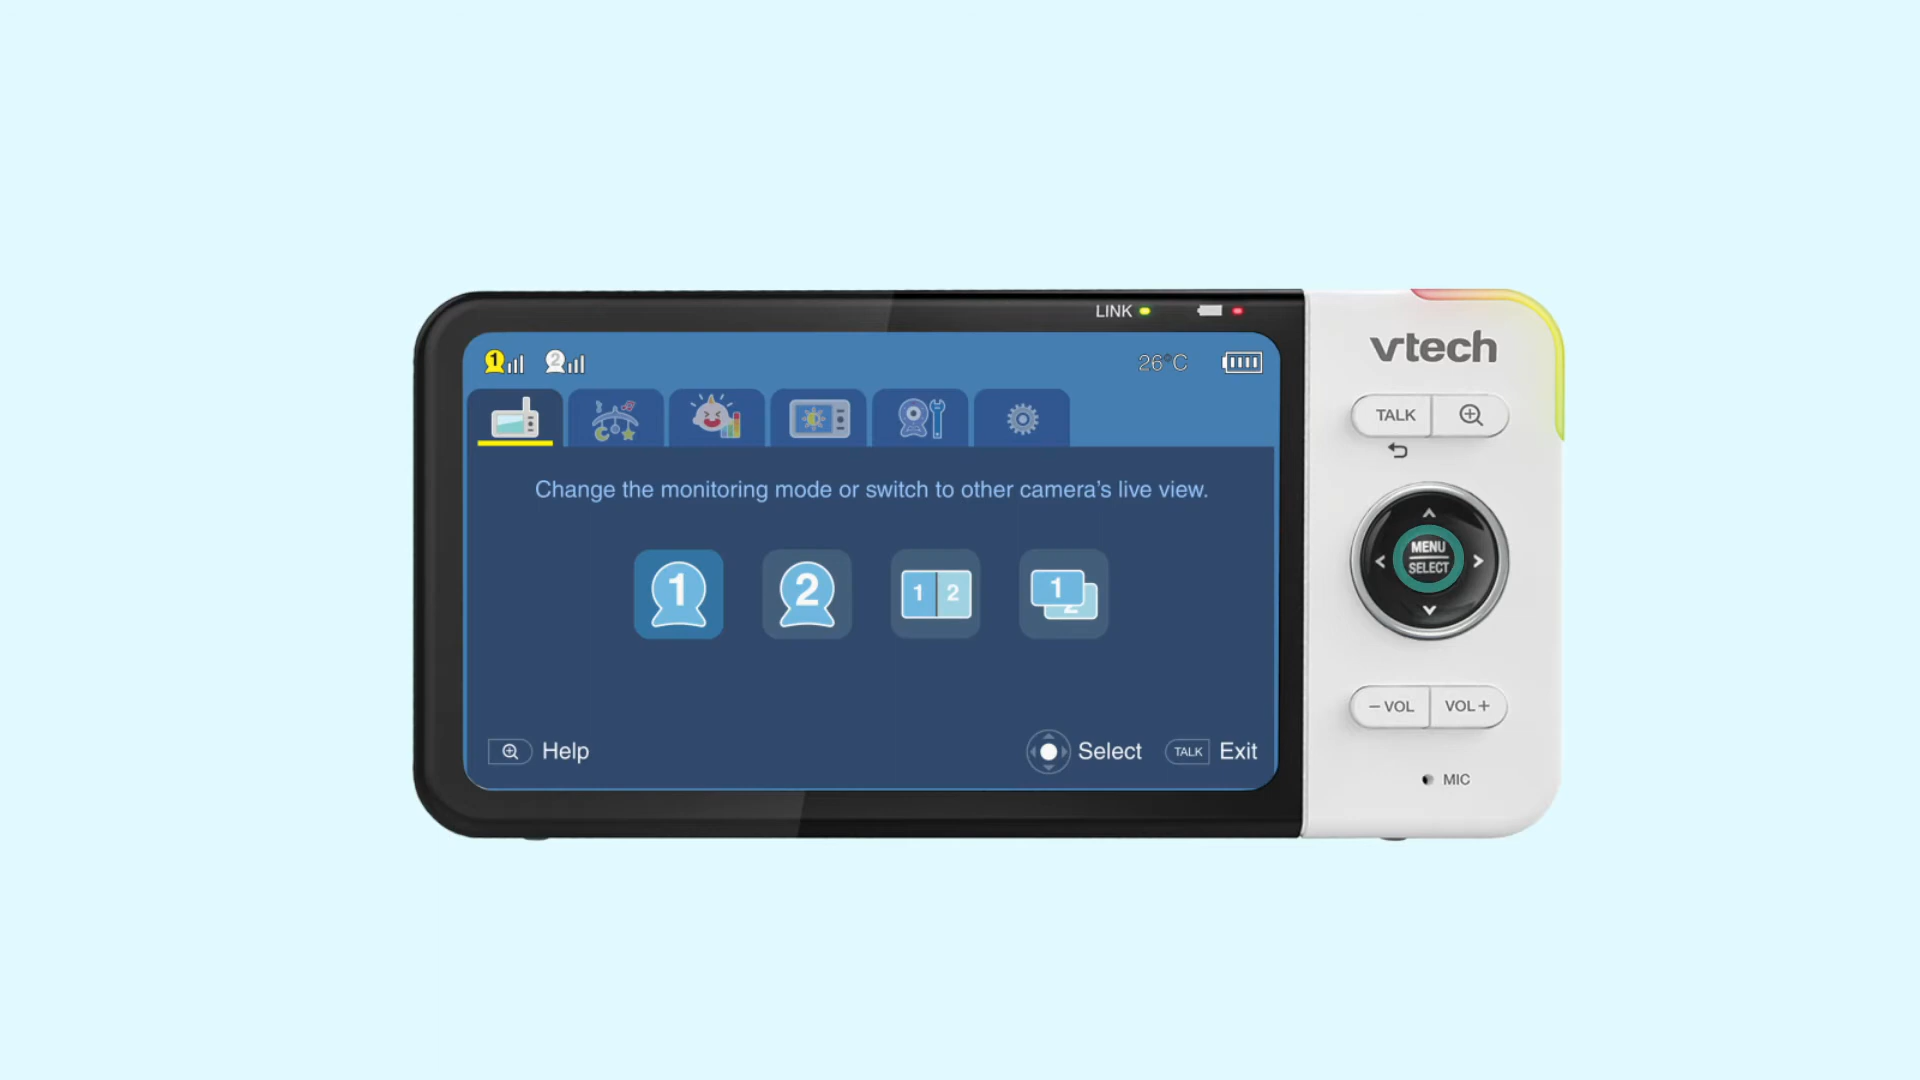 LINK
vtech
1 2 26°C
TALK
Change the monitoring mode or switch to other camera's live view.
1 2 1 2 1 2
MENU
SELECT
- VOL VOL +
Help Select TALK Exit
MIC